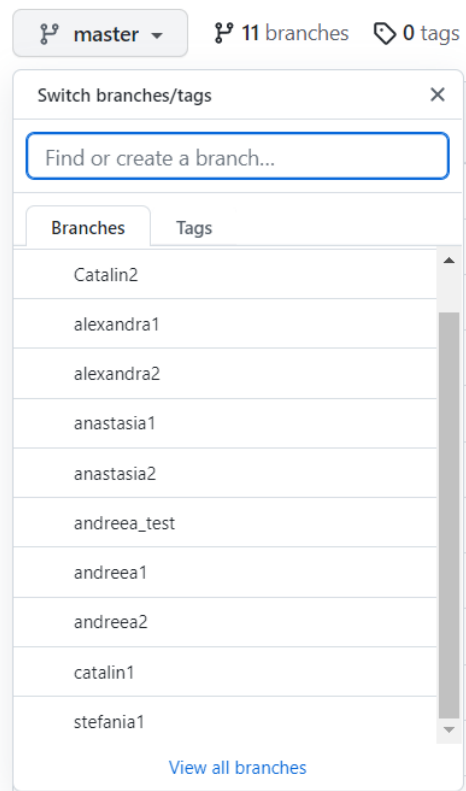 master 11 branches 0 tags
Switch branches/tags
Find or create a branch...
Branches Tags
Catalin2
alexandra1
alexandra2
anastasia1
anastasia2
andreea_test
andreea1
andreea2
catalin1
stefania1
View all branches